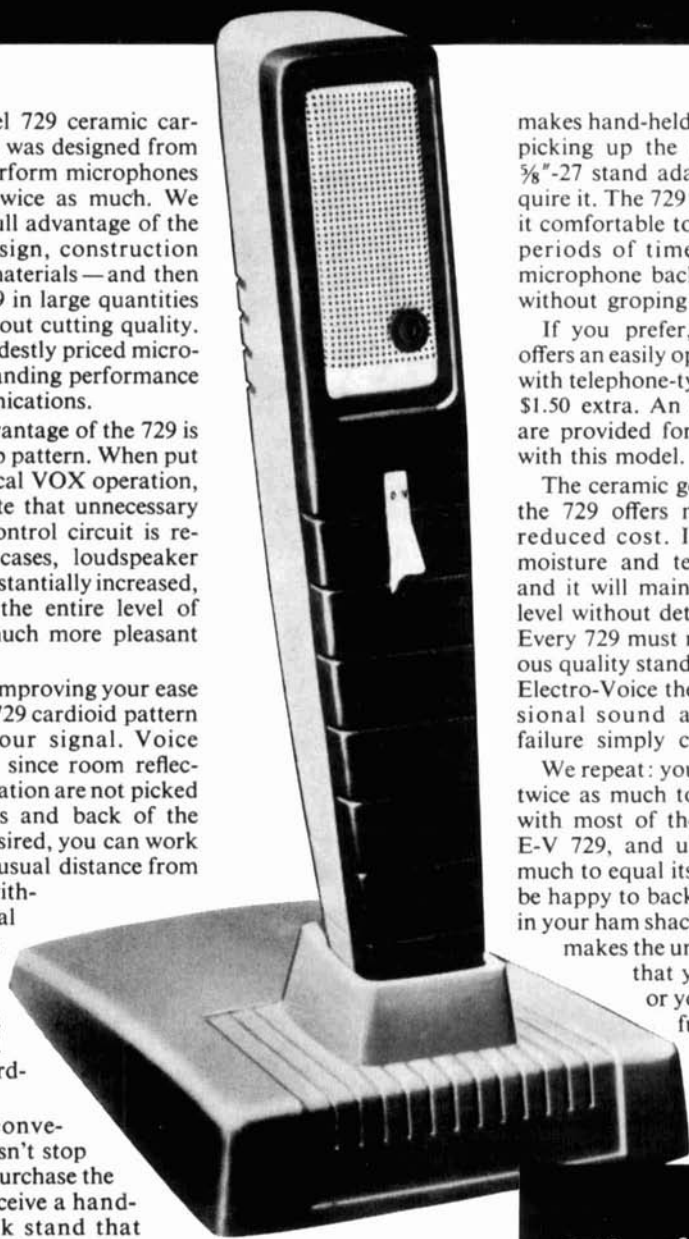 el 729 ceramic car-
was designed from
rform microphones
wice as much. We
ull advantage of the
sign, construction
naterials — and then
9 in large quantities
out cutting quality.
destly priced micro-
anding performance
nications.
antage of the 729 is
o pattern. When put
cal VOX operation,
te that unnecessary
ontrol circuit is re-
cases, loudspeaker
stantially increased,
the entire level of
nuch more pleasant
mproving your ease
729 cardioid pattern
our signal. Voice
since room reflec-
ation are not picked
s and back of the
sired, you can work
usual distance from
ith-
al
rd-
onve-
sn't stop
urchase the
ceive a hand-
k stand that
makes hand-held
picking up the
⅝"-27 stand ada
quire it. The 729
it comfortable to
periods of time
microphone back
without groping
If you prefer,
offers an easily op
with telephone-ty
$1.50 extra. An
are provided for
with this model.
The ceramic ge
the 729 offers n
reduced cost. I
moisture and te
and it will main
level without det
Every 729 must n
ous quality stand
Electro-Voice tho
sional sound a
failure simply c
We repeat: you
twice as much to
with most of the
E-V 729, and u
much to equal its
be happy to back
in your ham shac
makes the un
that y
or yo
fr